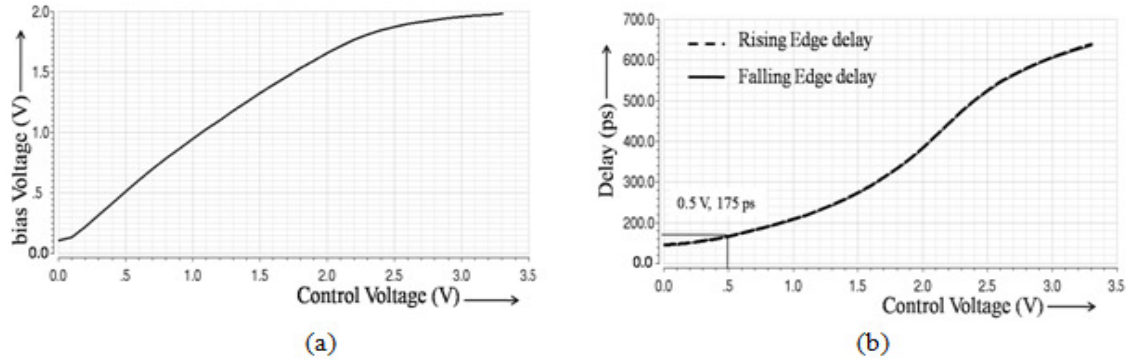 2.0
1.5
1.0
.5
0.0
bias Voltage (V)
0.0 .5 1.0 1.5 2.0 2.5 3.0 3.5
Control Voltage (V)
(a)
700.0
600.0
500.0
400.0
300.0
200.0
0.0
Delay (ps)
Rising Edge delay
Falling Edge delay
0.5 V, 175 ps
0.0 .5 1.0 1.5 2.0 2.5 3.0 3.5
Control Voltage (V)
(b)